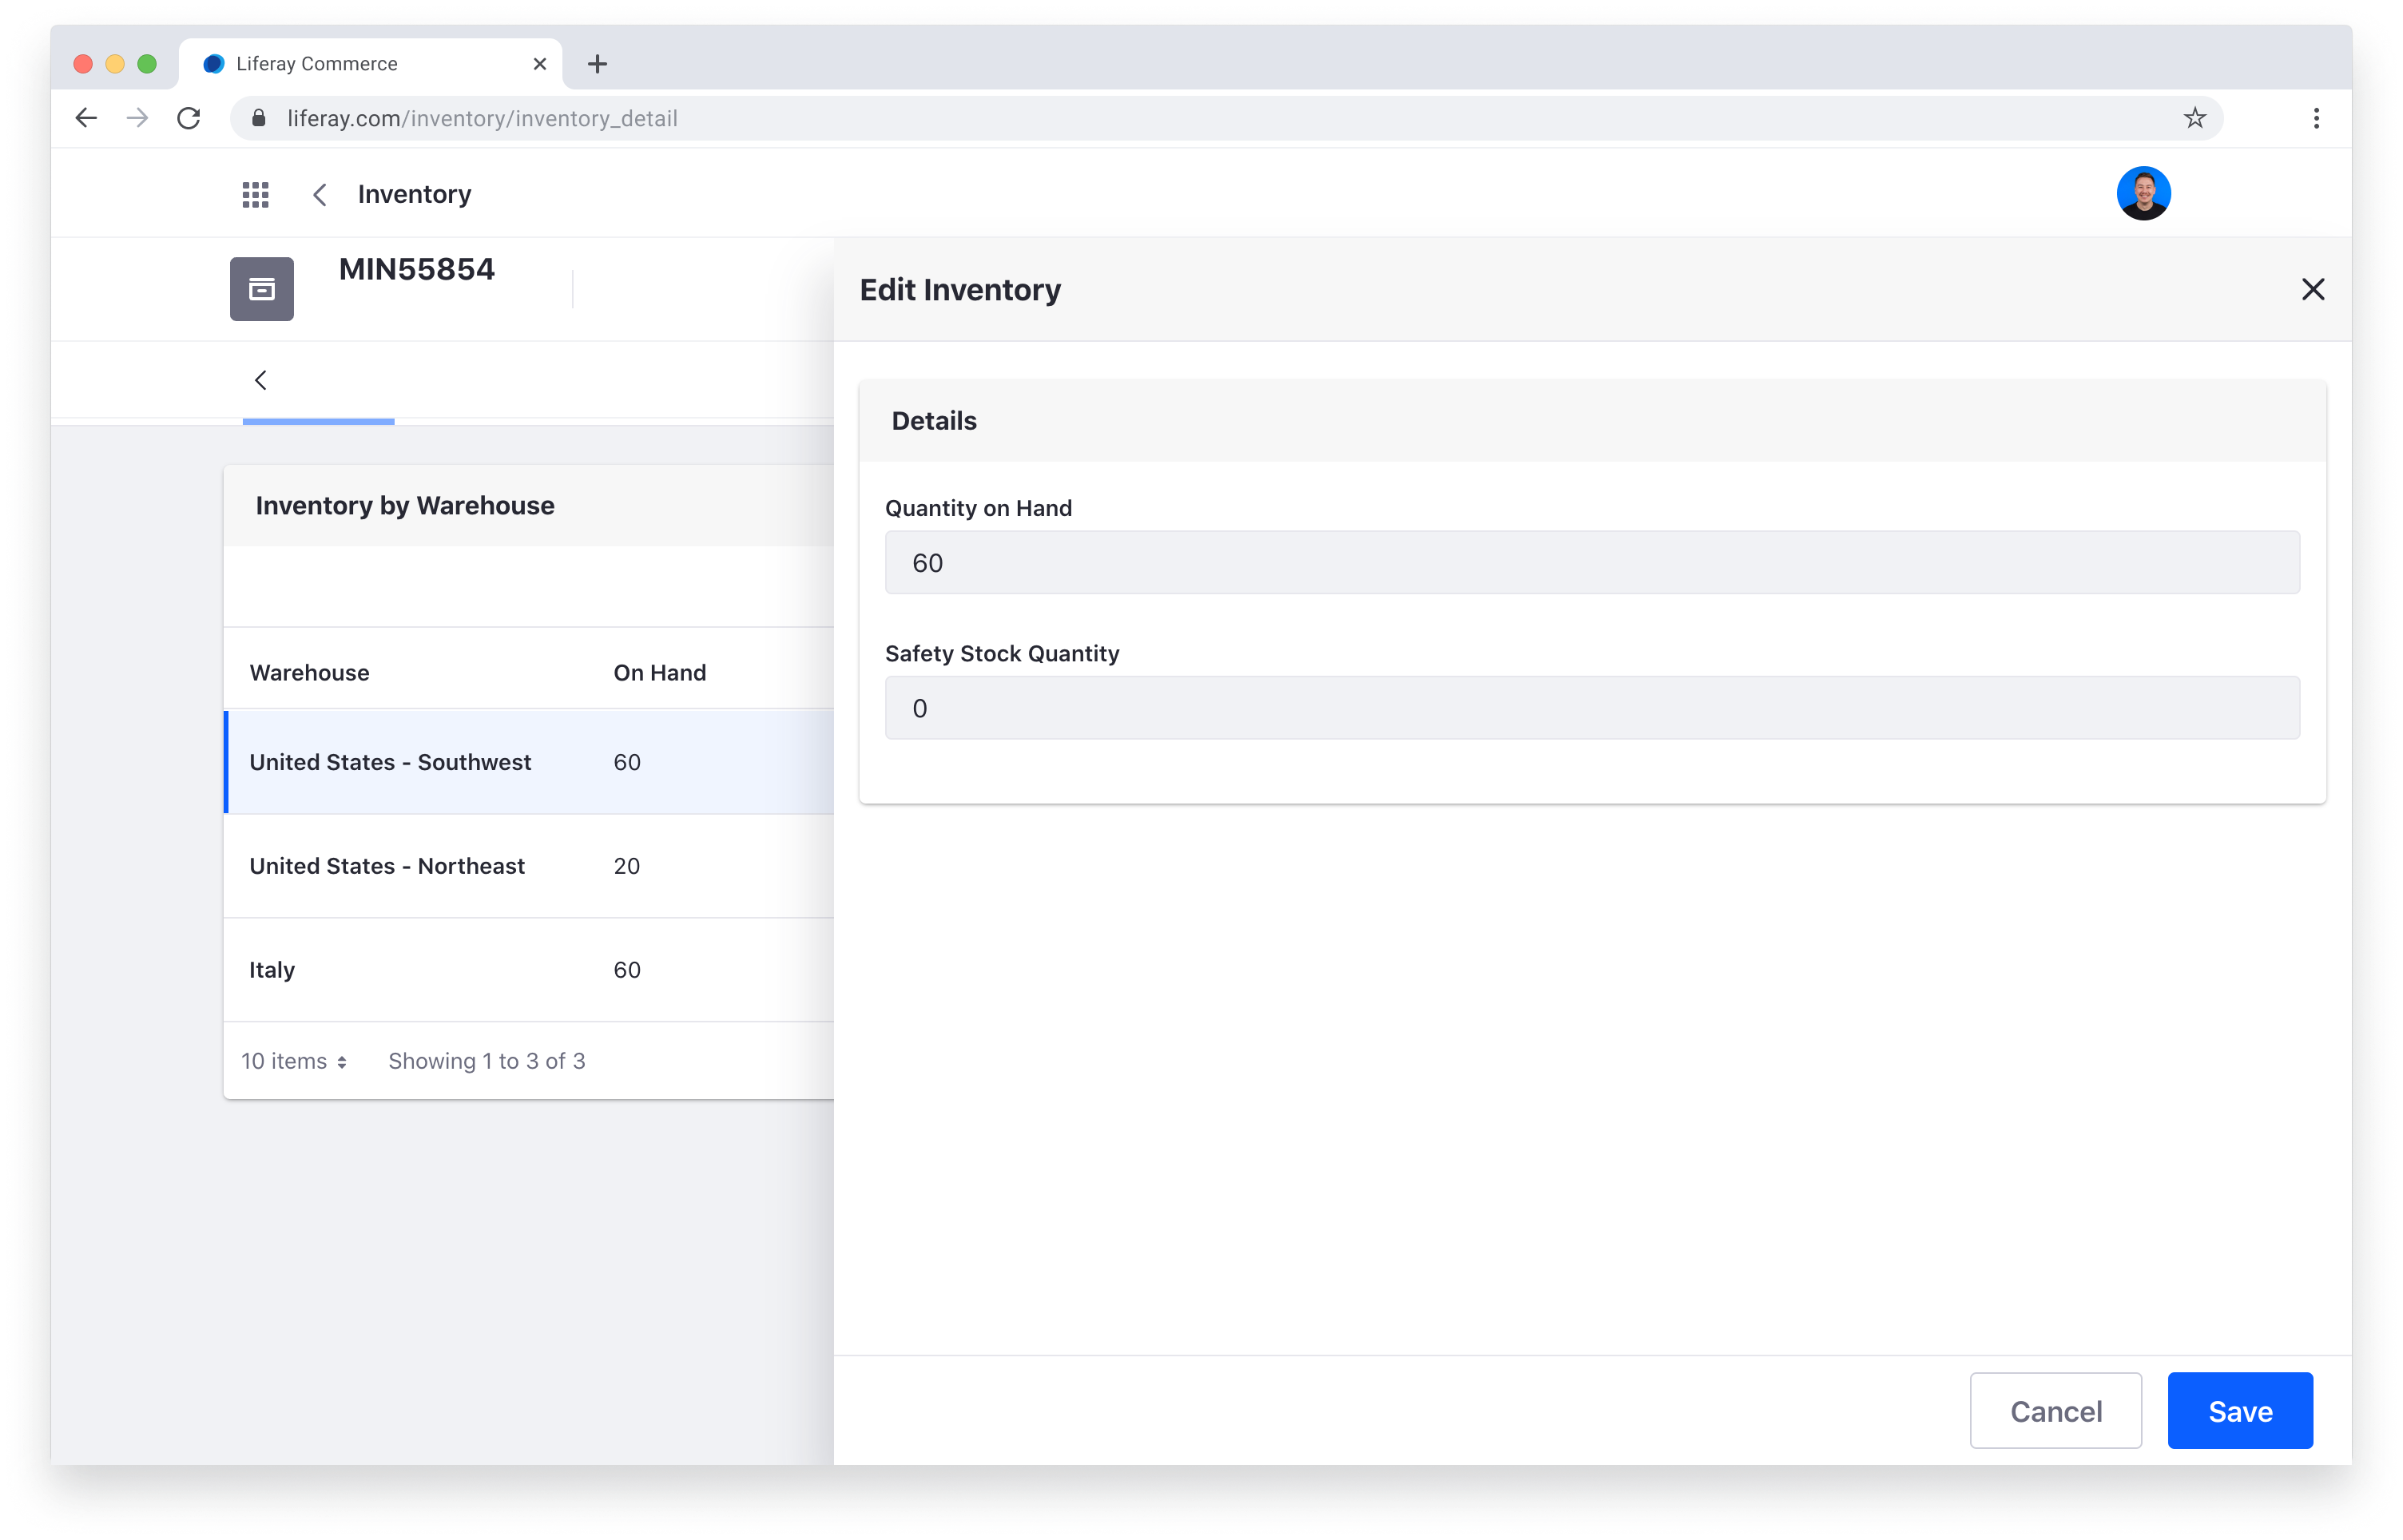 Liferay Commerce
liferay.com/inventory/inventory_detail
Inventory
MIN55854
Inventory by Warehouse
Warehouse On Hand
United States - Southwest 60
United States - Northeast 20
Italy 60
10 items Showing 1 to 3 of 3
Edit Inventory
Details
Quantity on Hand
60
Safety Stock Quantity
0
Cancel Save